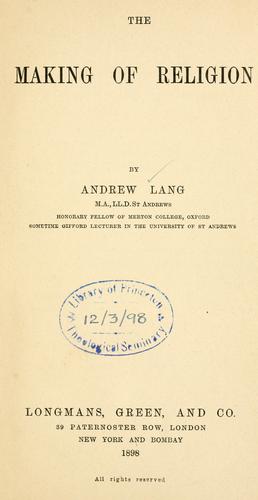 THE
MAKING OF RELIGION
BY
ANDREW LANG
M.A., LL.D. ST ANDREWS
HONORARY FELLOW OF MERTON COLLEGE, OXFORD
SOMETIME GIFFORD LECTURER IN THE UNIVERSITY OF ST ANDREWS
Library of Princeton
12/3/98
Theological Seminary
LONGMANS, GREEN, AND CO.
39 PATERNOSTER ROW, LONDON
NEW YORK AND BOMBAY
1898
All rights reserved